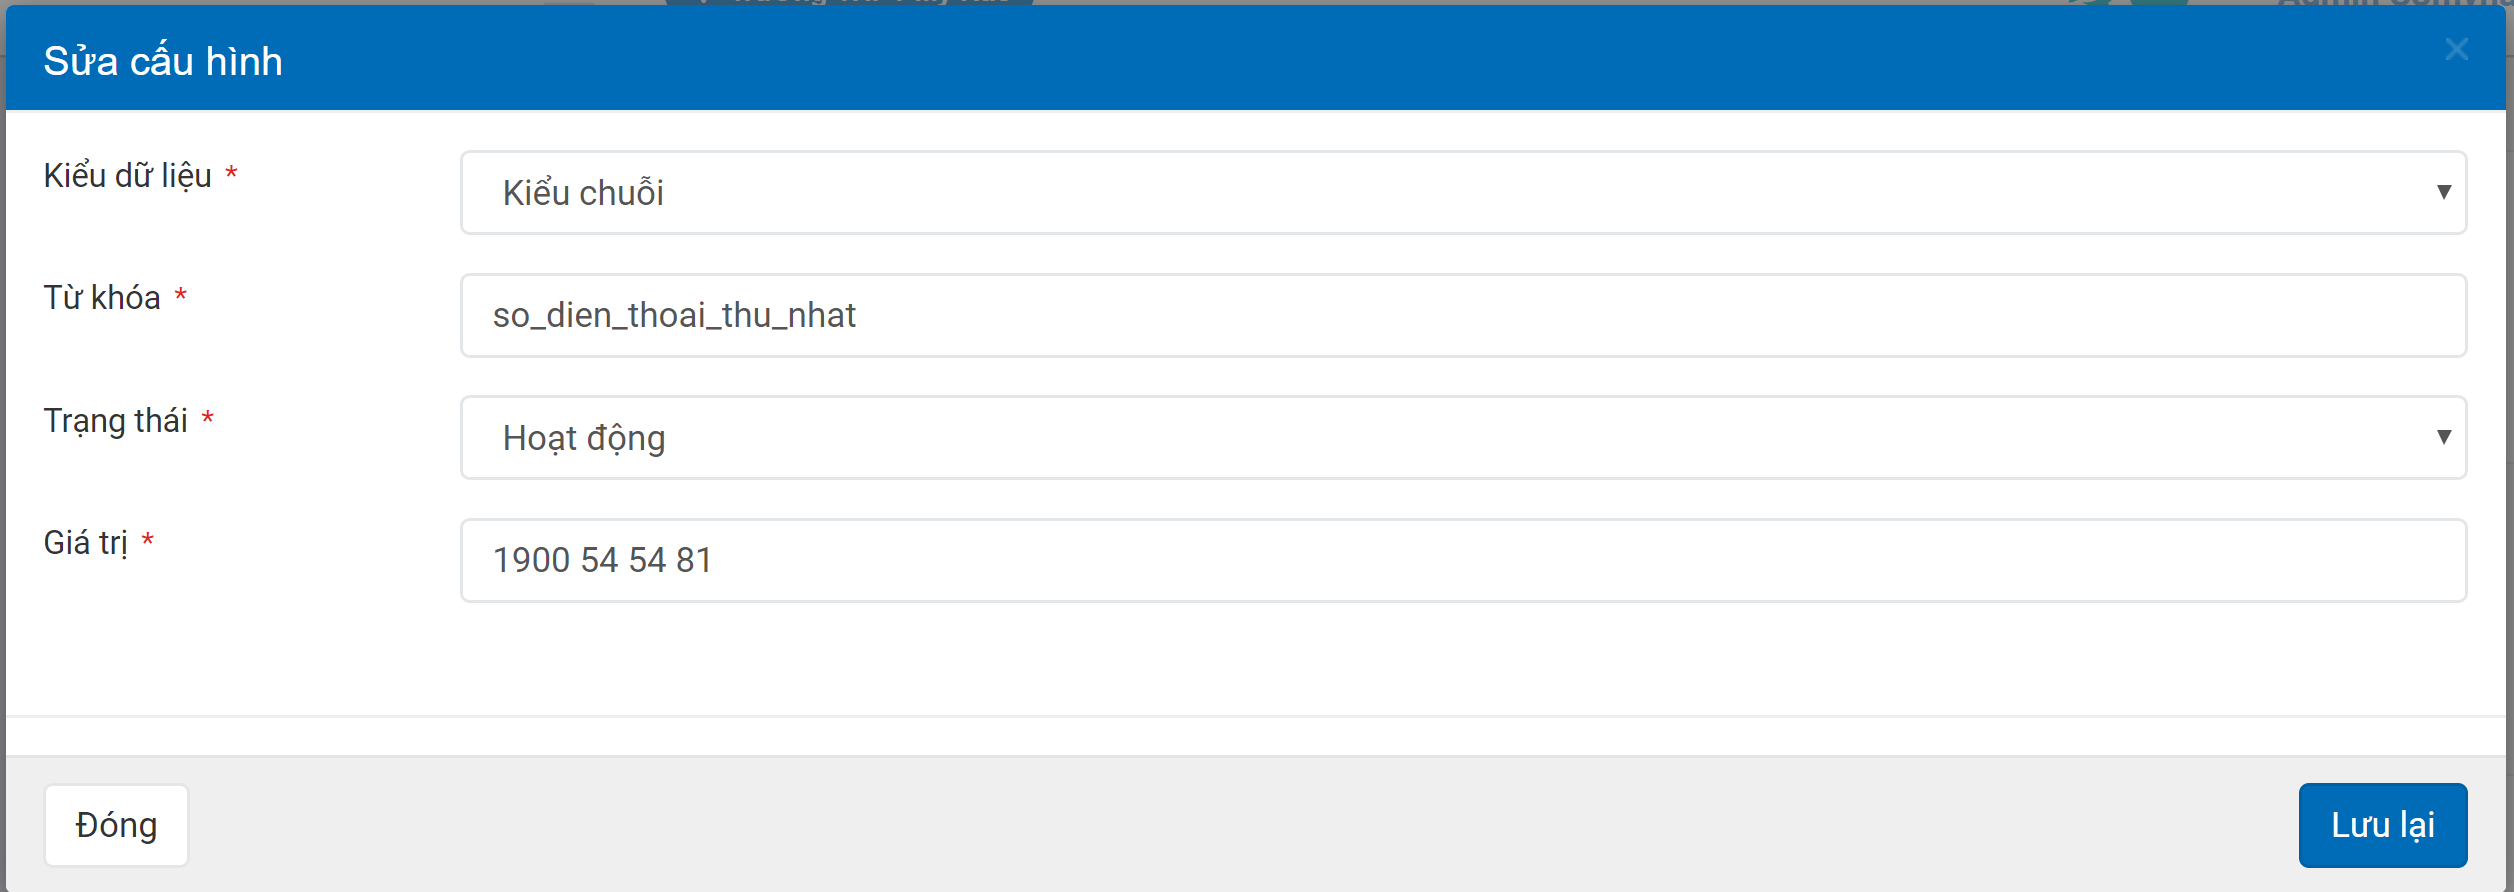 Sửa cấu hình
Kiểu dữ liệu *
Kiểu chuỗi
Từ khóa *
so_dien_thoai_thu_nhat
Trạng thái *
Hoạt động
Giá trị *
1900 54 54 81
Đóng
Lưu lại